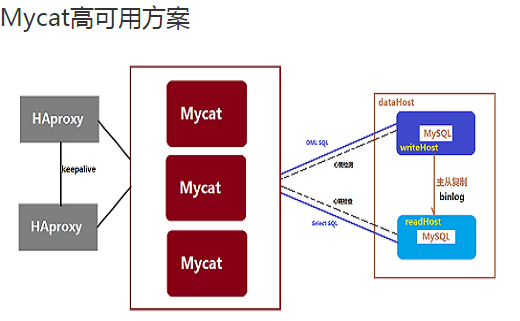 Mycat高可用方案
HAproxy
keepalive
HAproxy
Mycat
Mycat
Mycat
DML SQL
心跳检测
心跳检查
Select SQL
dataHost
MySQL
writeHost
主从复制
binlog
readHost
MySQL